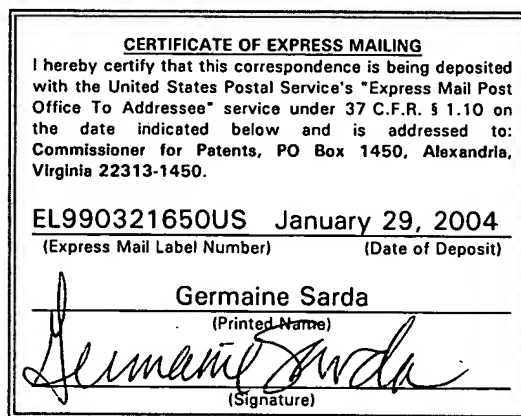 CERTIFICATE OF EXPRESS MAILING
I hereby certify that this correspondence is being deposited
with the United States Postal Service's "Express Mail Post
Office To Addressee" service under 37 C.F.R. § 1.10 on
the date indicated below and is addressed to:
Commissioner for Patents, PO Box 1450, Alexandria,
Virginia 22313-1450.
EL990321650US January 29, 2004
(Express Mail Label Number) (Date of Deposit)
Germaine Sarda
(Printed Name)
Germaine Sarda
(Signature)